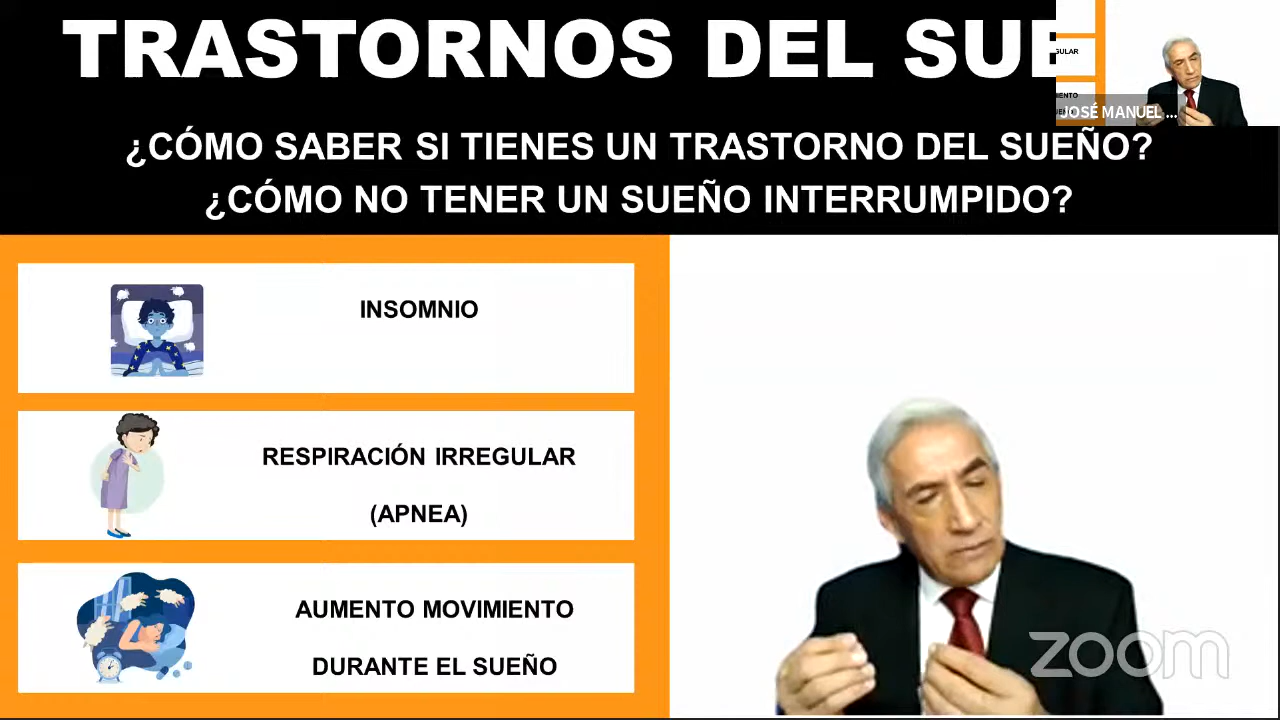 TRASTORNOS DEL SUE
¿CÓMO SABER SI TIENES UN TRASTORNO DEL SUEÑO?
¿CÓMO NO TENER UN SUEÑO INTERRUMPIDO?
INSOMNIO
RESPIRACIÓN IRREGULAR
(APNEA)
AUMENTO MOVIMIENTO
DURANTE EL SUEÑO
JOSÉ MANUEL ...
zoom